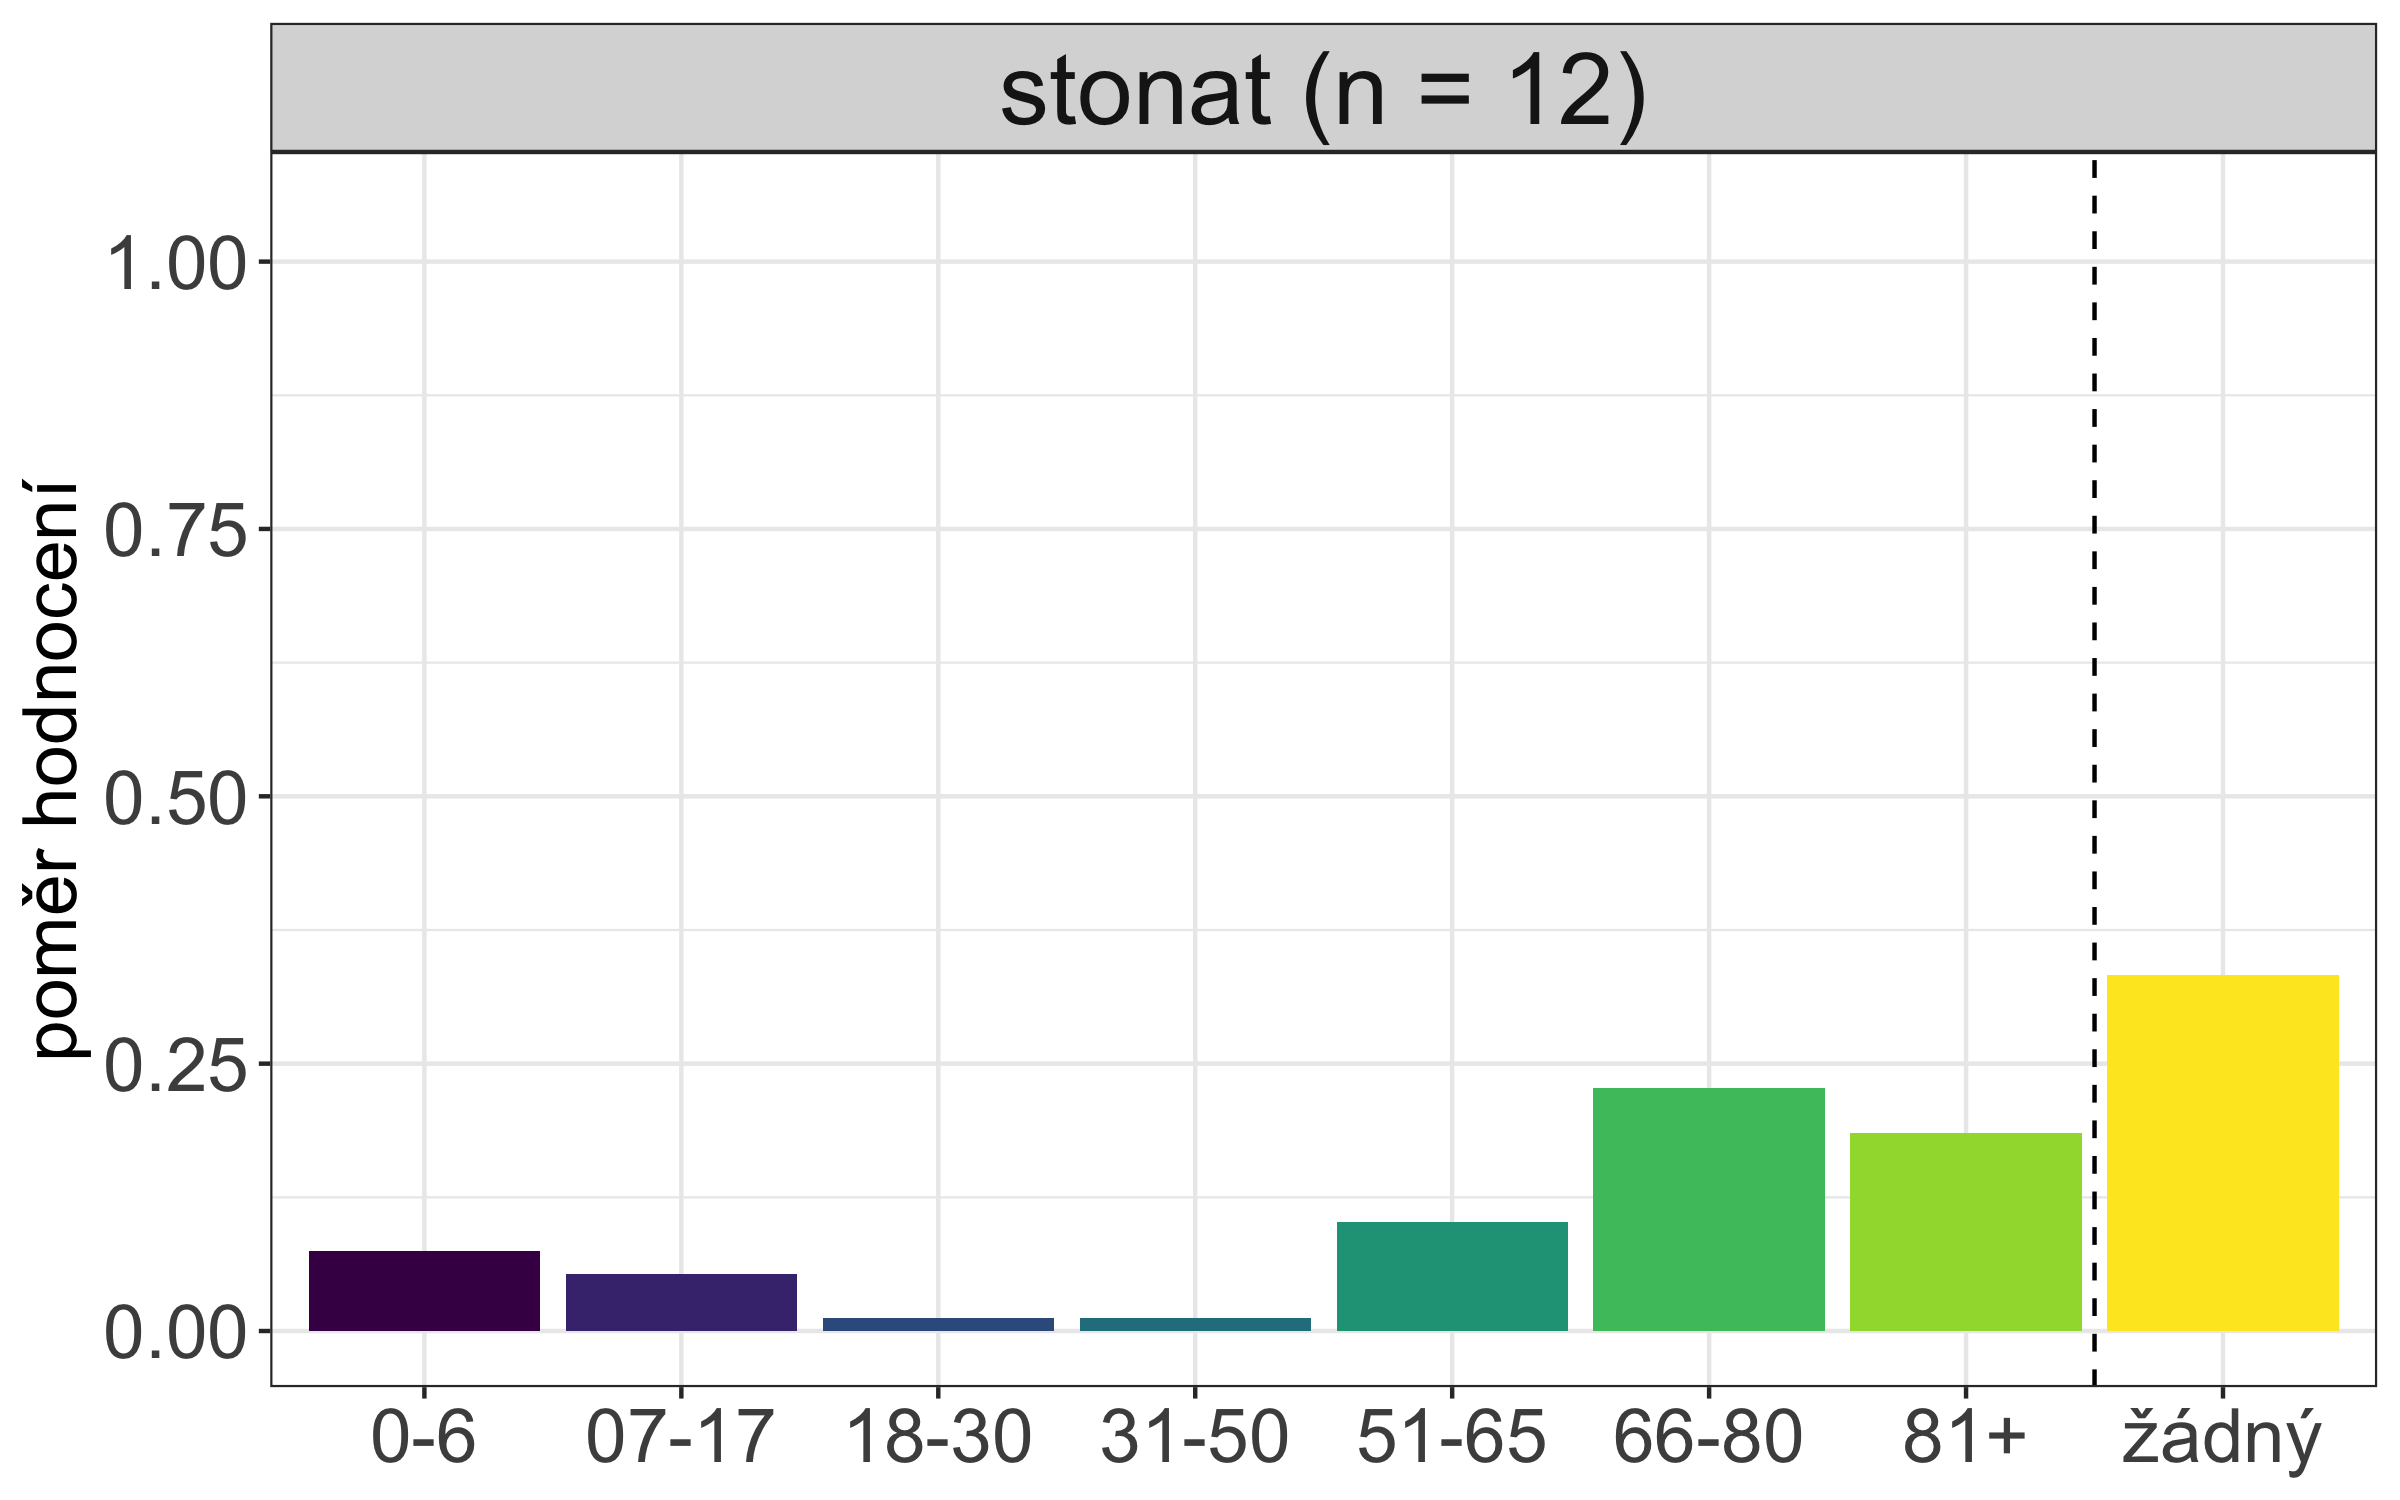 stonat (n = 12)
poměr hodnocení
1.00
0.75
0.50
0.25
0.00
0-6 07-17 18-30 31-50 51-65 66-80 81+ žádný